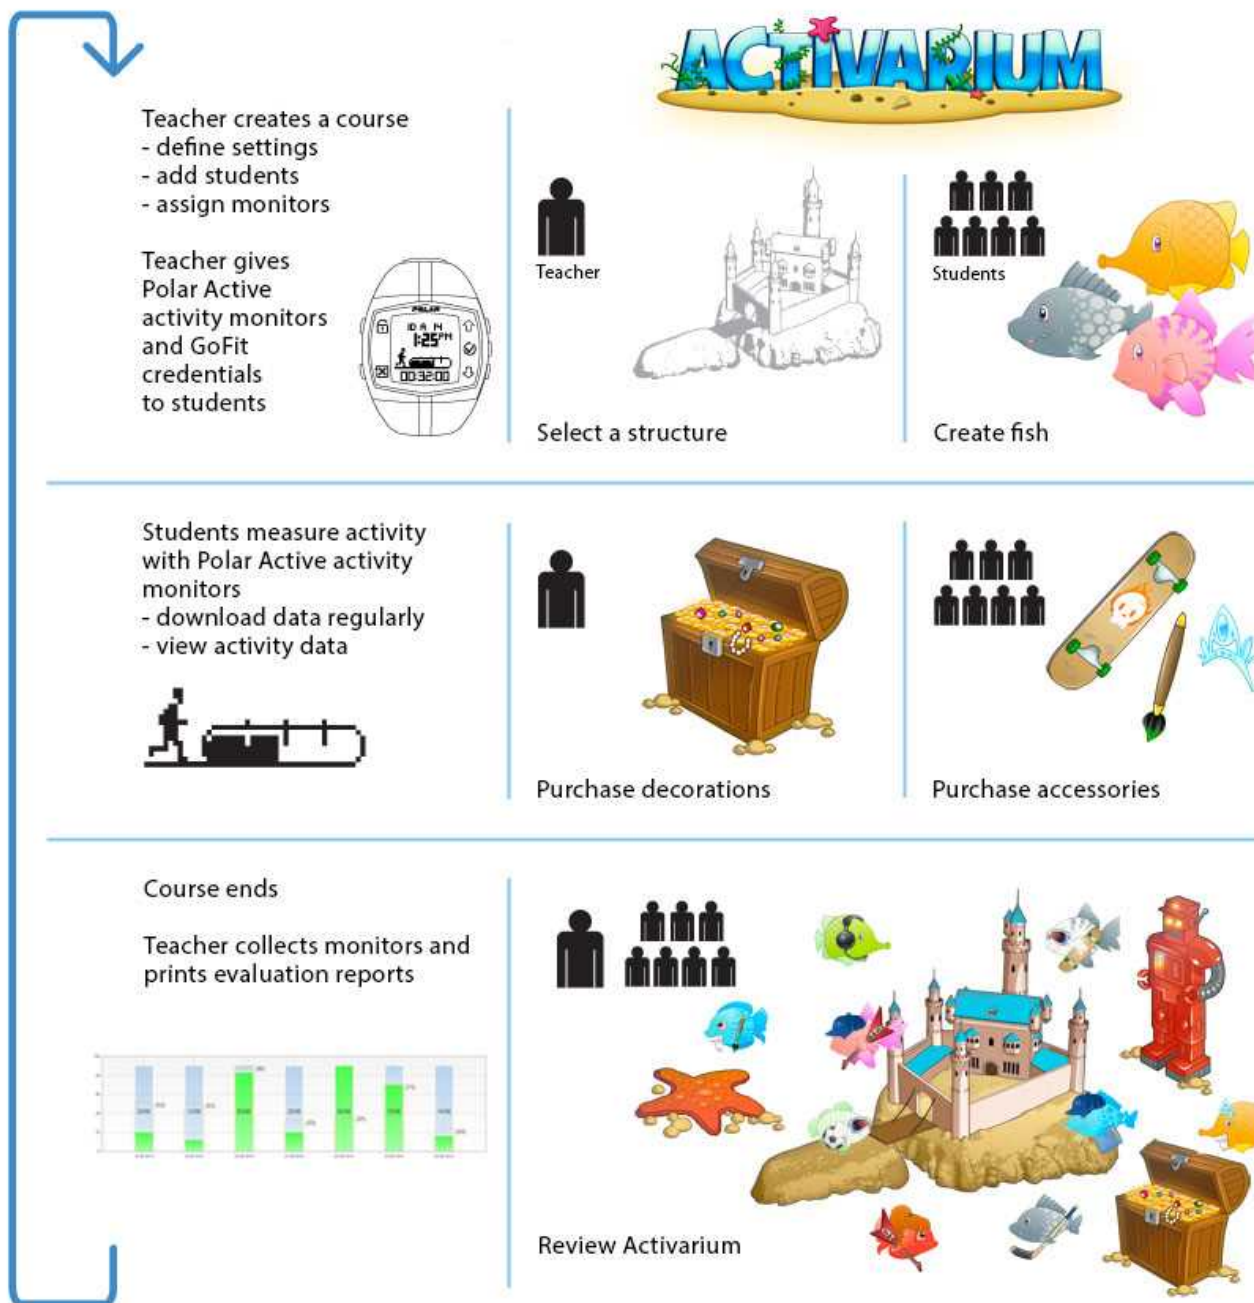 ACTIVARIUM
Teacher creates a course
- define settings
- add students
- assign monitors
Teacher gives
Polar Active
activity monitors
and GoFit
credentials
to students
POLAR
ID A 14
1:25PM
00:32:00
Teacher
Select a structure
Students
Create fish
Students measure activity
with Polar Active activity
monitors
- download data regularly
- view activity data
Purchase decorations
Purchase accessories
Course ends
Teacher collects monitors and
prints evaluation reports
Review Activarium